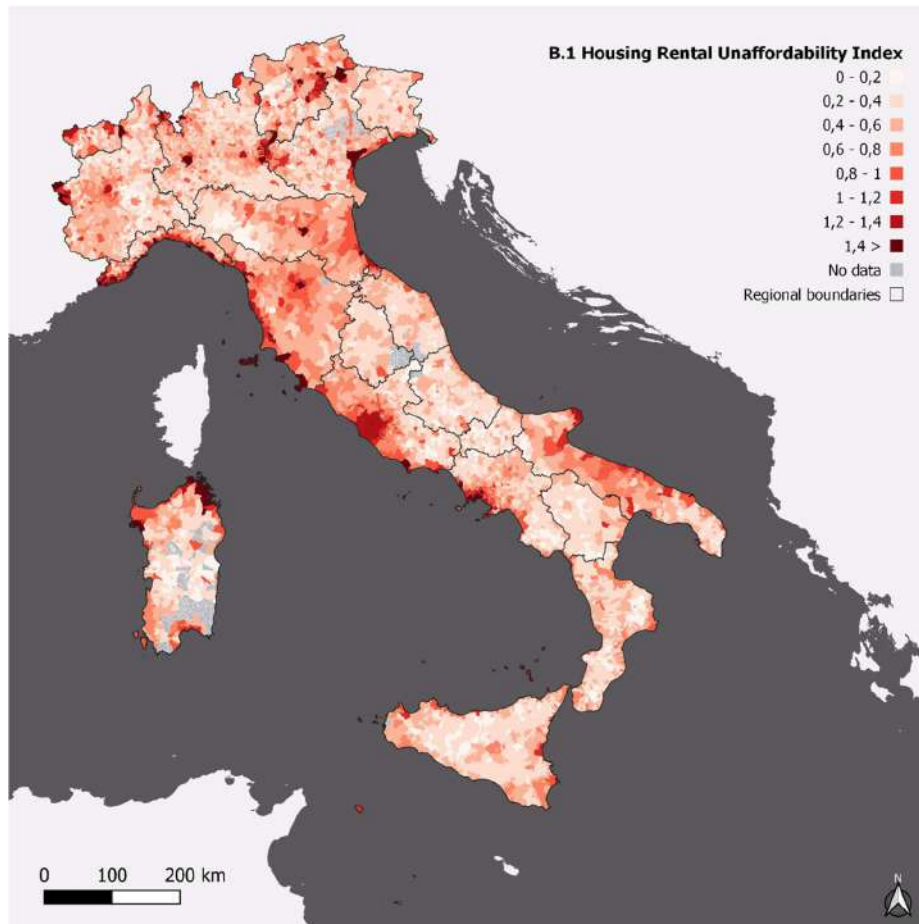 B.1 Housing Rental Unaffordability Index
0 - 0,2
0,2 - 0,4
0,4 - 0,6
0,6 - 0,8
0,8 - 1
1 - 1,2
1,2 - 1,4
1,4 >
No data
Regional boundaries
0 100 200 km
N